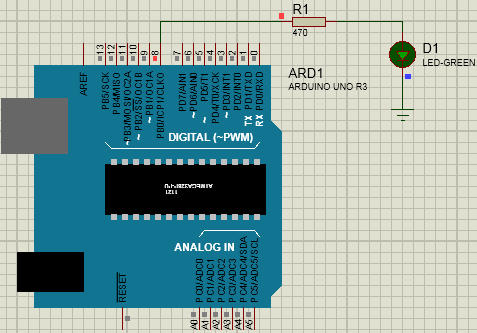 R1
470
D1
LED-GREEN
ARD1
ARDUINO UNO R3
13
12
11
10
9
8
7
6
5
4
3
2
1
0
AREF
PB5/SCK
PB4/MISO
~PB3/MOSI/OC2A
~PB2/SS/OC1B
~PB1/OC1A
PB0/ICP1/CLKO
PD7/AIN1
~PD6/AIN0
~PD5/T1
PD4/T0/XCK
~PD3/INT1
PD2/INT0
TX PD1/TXD
RX PD0/RXD
DIGITAL (~PWM)
1121
ANALOG IN
RESET
PC0/ADC0
PC1/ADC1
PC2/ADC2
PC3/ADC3
PC4/ADC4/SDA
PC5/ADC5/SCL
A0
A1
A2
A3
A4
A5